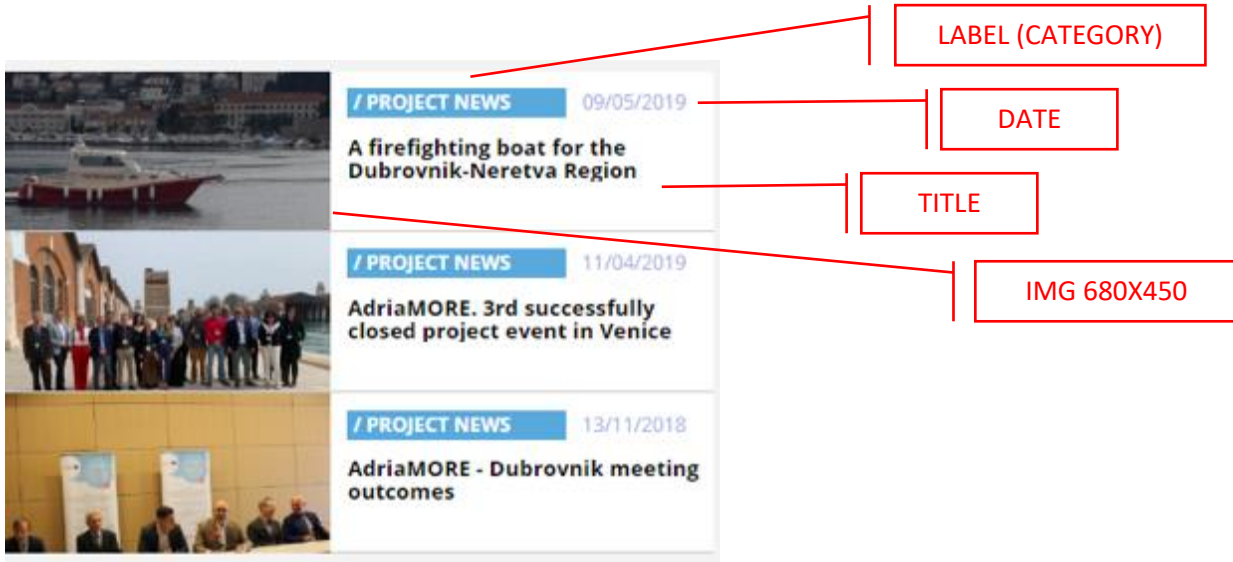 LABEL (CATEGORY)
/ PROJECT NEWS 09/05/2019
DATE
A firefighting boat for the
Dubrovnik-Neretva Region
TITLE
/ PROJECT NEWS 11/04/2019
IMG 680X450
AdriaMORE. 3rd successfully
closed project event in Venice
/ PROJECT NEWS 13/11/2018
AdriaMORE - Dubrovnik meeting
outcomes